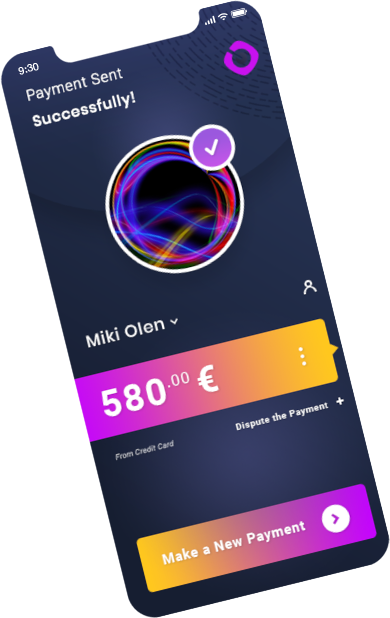 9:30
Payment Sent
Successfully!
Miki Olen
580.00 €
From Credit Card
Dispute the Payment +
Make a New Payment